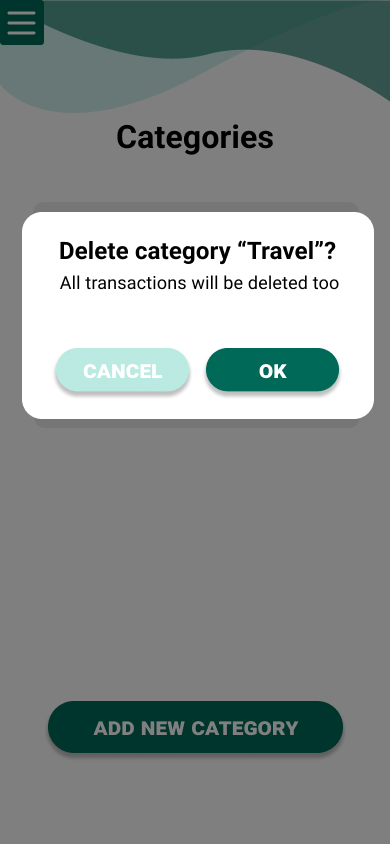 Categories
Delete category “Travel”?
All transactions will be deleted too
CANCEL
OK
ADD NEW CATEGORY